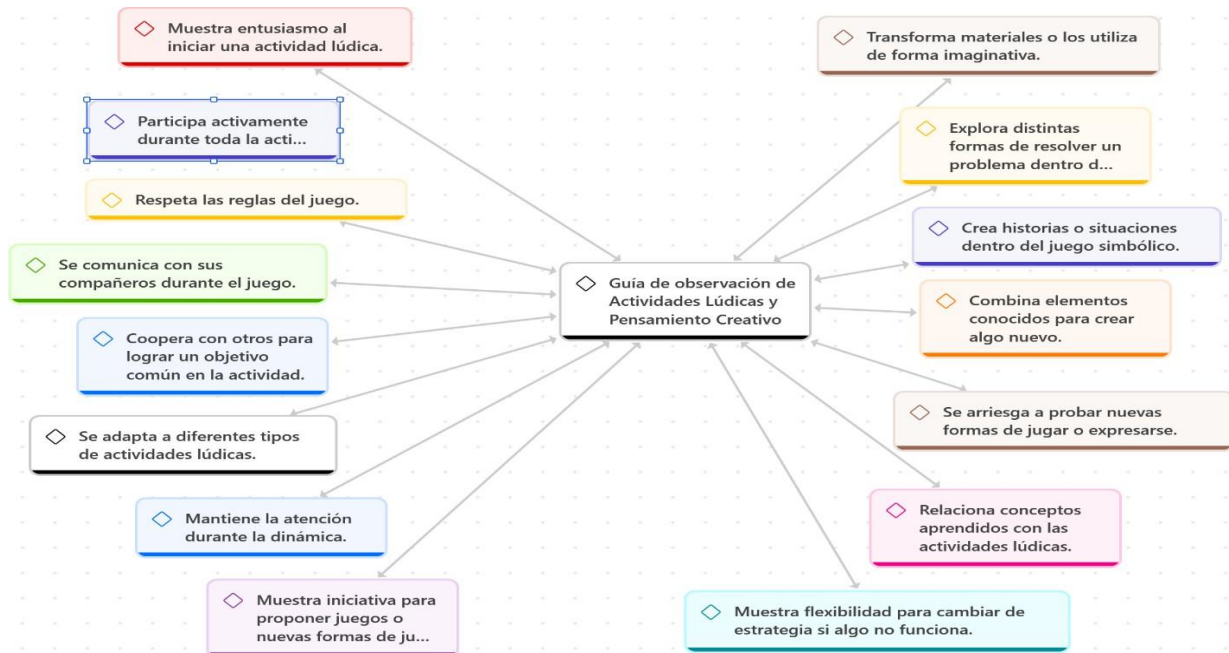 Muestra entusiasmo al
iniciar una actividad lúdica.
Participa activamente
durante toda la acti...
Respeta las reglas del juego.
Se comunica con sus
compañeros durante el juego.
Coopera con otros para
lograr un objetivo
común en la actividad.
Se adapta a diferentes tipos
de actividades lúdicas.
Mantiene la atención
durante la dinámica.
Muestra iniciativa para
proponer juegos o
nuevas formas de ju...
Guía de observación de
Actividades Lúdicas y
Pensamiento Creativo
Transforma materiales o los utiliza
de forma imaginativa.
Explora distintas
formas de resolver un
problema dentro d...
Crea historias o situaciones
dentro del juego simbólico.
Combina elementos
conocidos para crear
algo nuevo.
Se arriesga a probar nuevas
formas de jugar o expresarse.
Relaciona conceptos
aprendidos con las
actividades lúdicas.
Muestra flexibilidad para cambiar de
estrategia si algo no funciona.